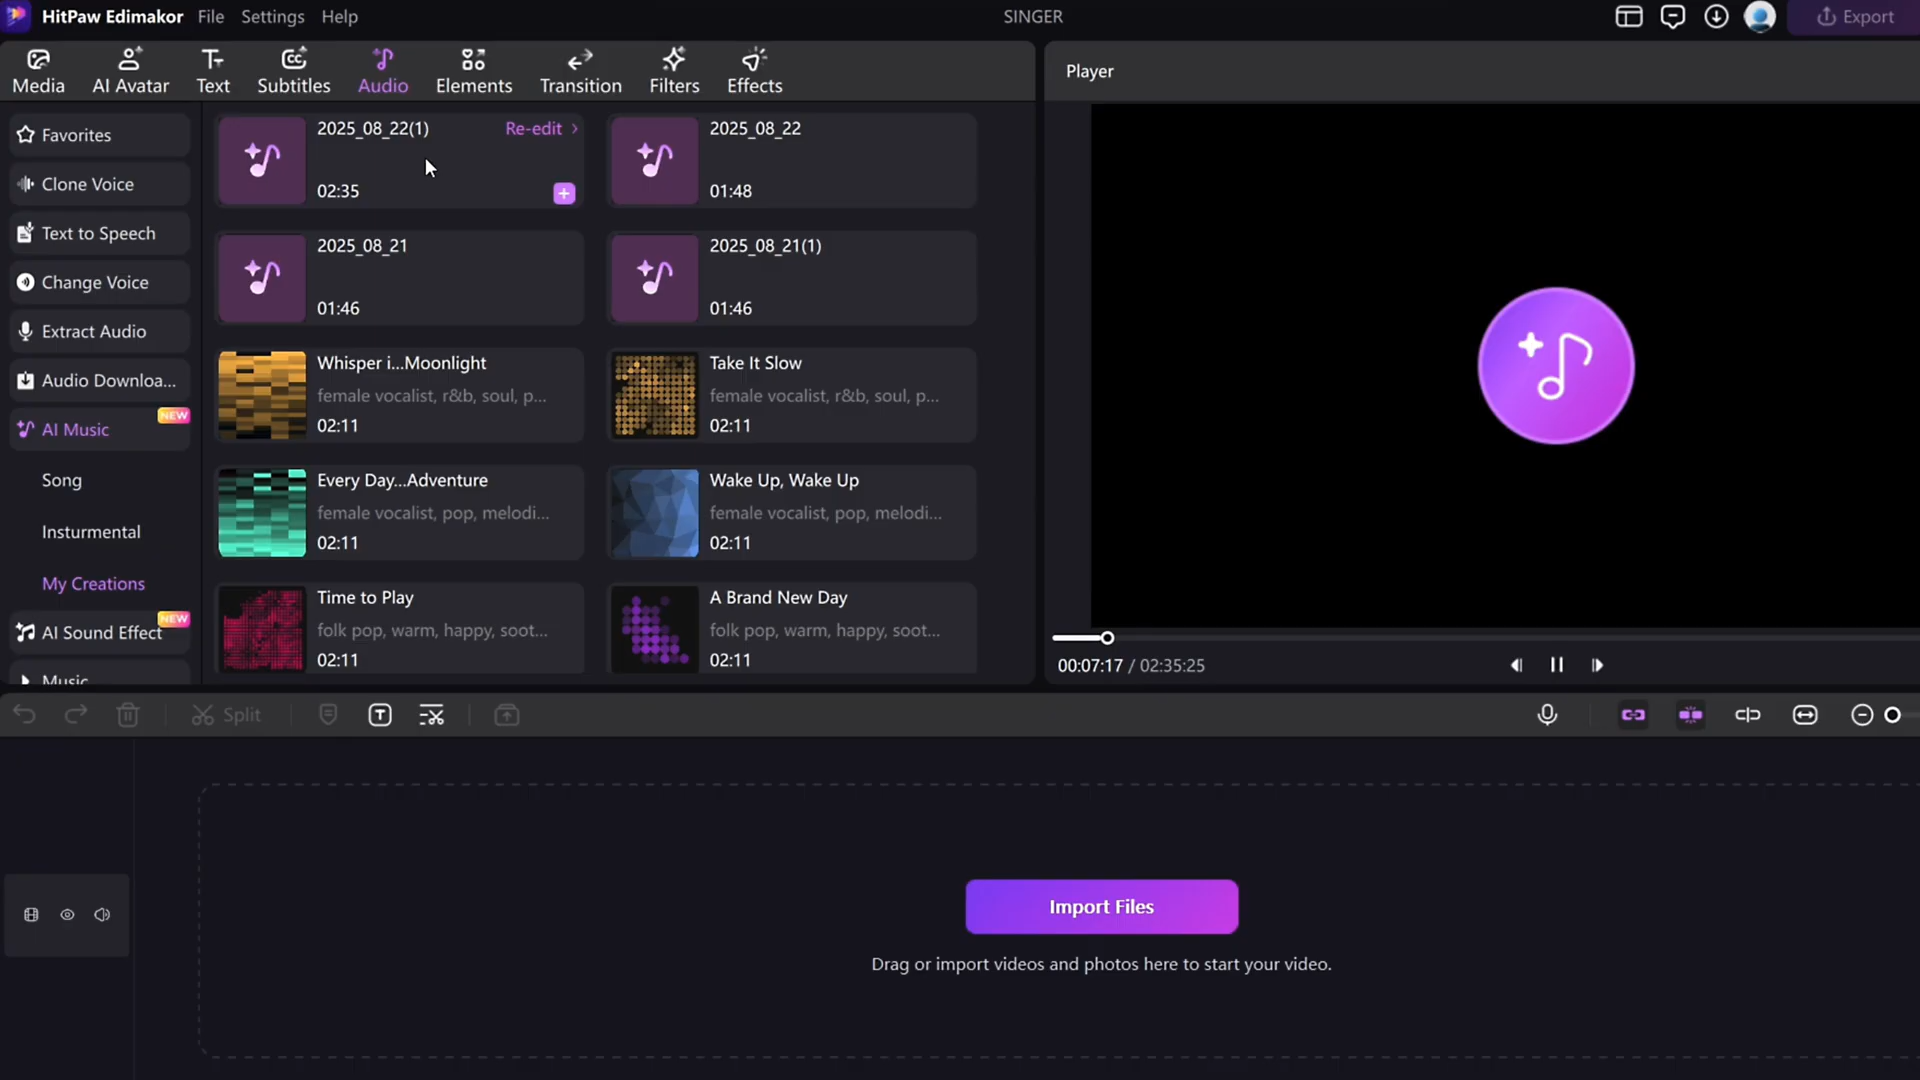 HitPaw Edimakor File Settings Help SINGER Export
Media AI Avatar Text Subtitles Audio Elements Transition Filters Effects
Player
Favorites
Clone Voice
Text to Speech
Change Voice
Extract Audio
Audio Downloa...
AI Music NEW
Song
Insturmental
My Creations
AI Sound Effect NEW
Music
2025_08_22(1) Re-edit
02:35
2025_08_22
01:48
2025_08_21
01:46
2025_08_21(1)
01:46
Whisper i...Moonlight
female vocalist, r&b, soul, p...
02:11
Take It Slow
female vocalist, r&b, soul, p...
02:11
Every Day...Adventure
female vocalist, pop, melodi...
02:11
Wake Up, Wake Up
female vocalist, pop, melodi...
02:11
Time to Play
folk pop, warm, happy, soot...
02:11
A Brand New Day
folk pop, warm, happy, soot...
02:11
00:07:17 / 02:35:25
Split
Import Files
Drag or import videos and photos here to start your video.